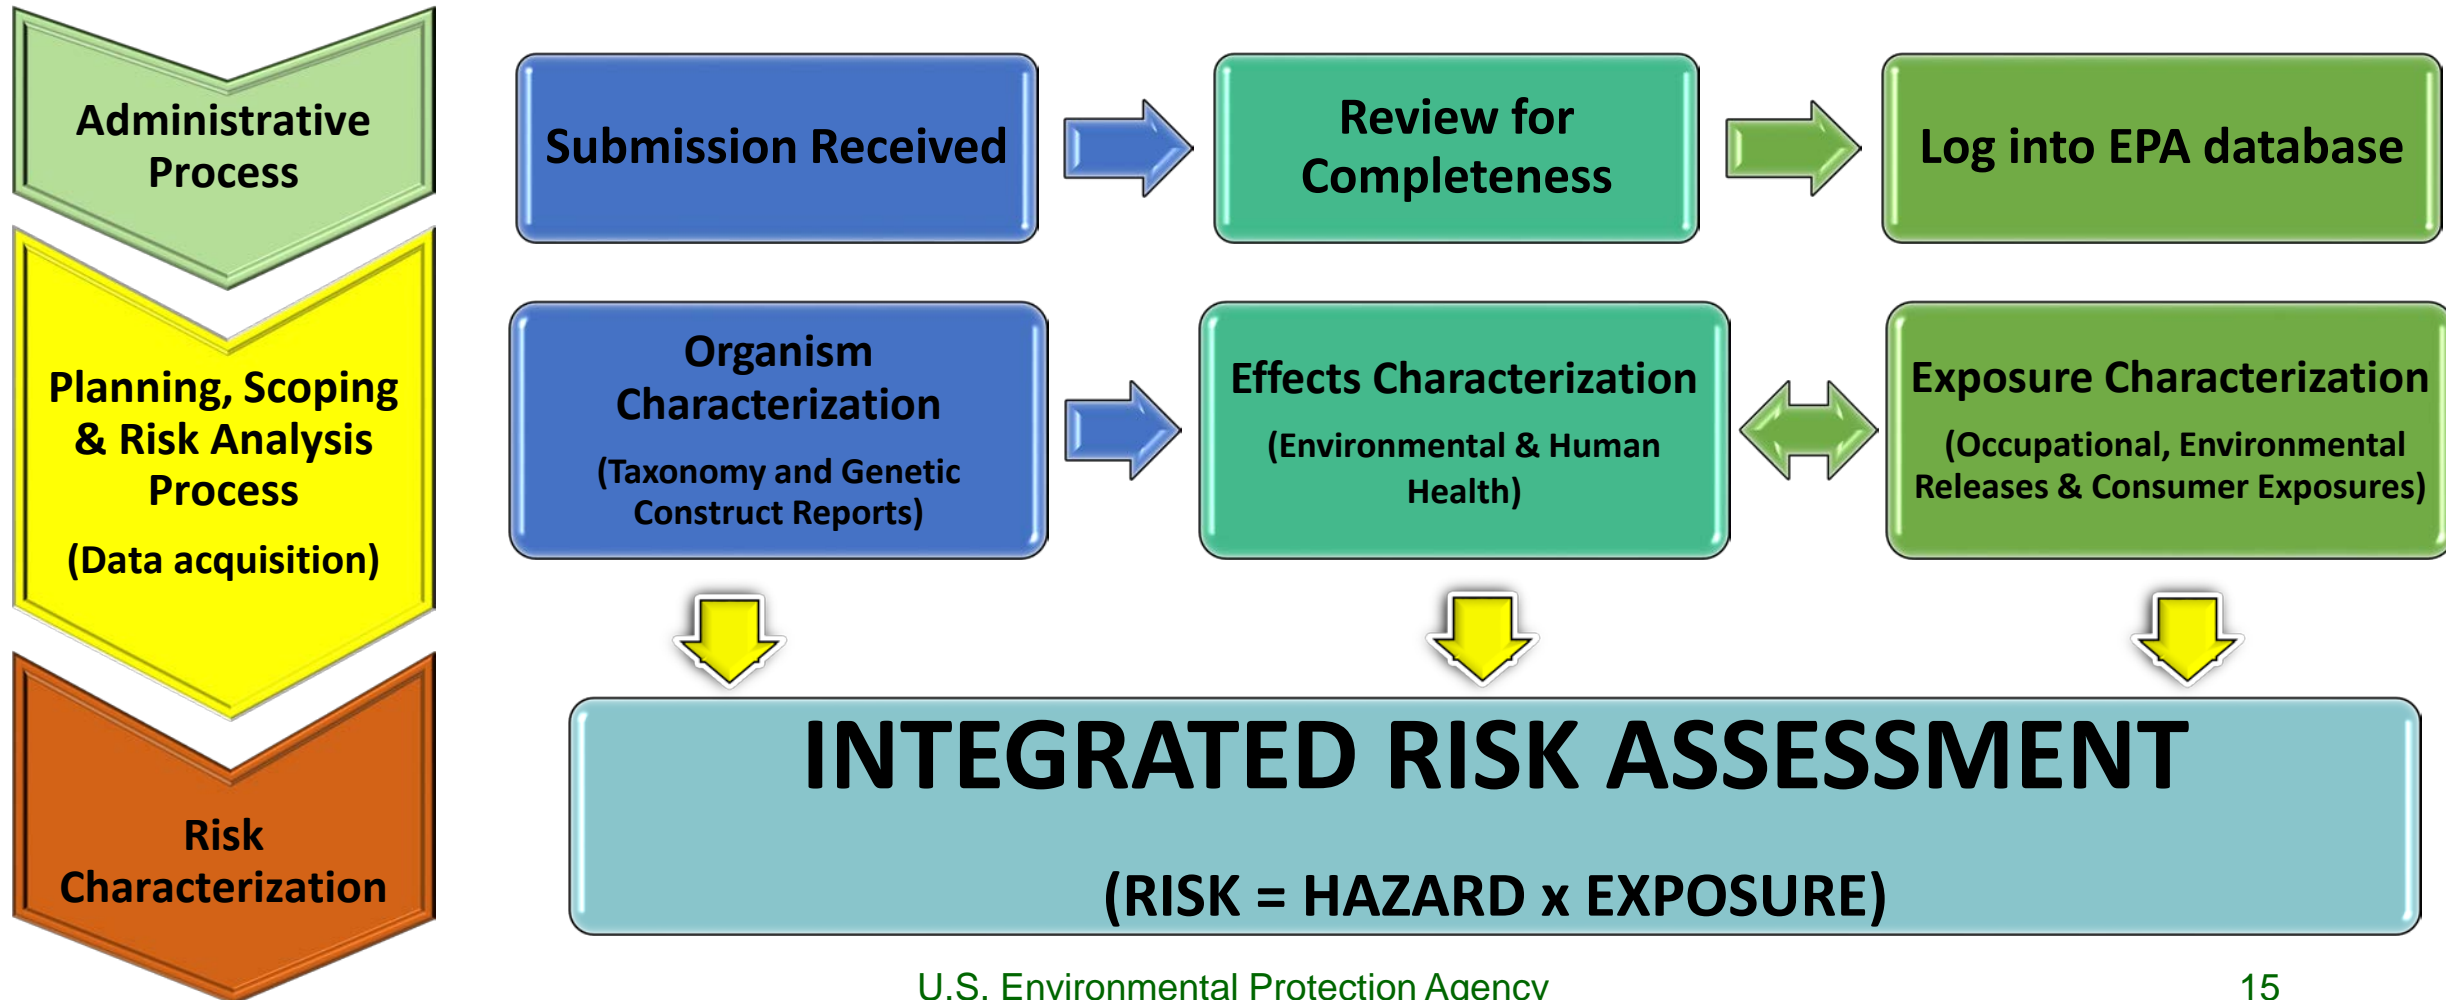 Administrative
Process
Submission Received
Review for
Completeness
Log into EPA database
Planning, Scoping
& Risk Analysis
Process
(Data acquisition)
Organism
Characterization
(Taxonomy and Genetic
Construct Reports)
Effects Characterization
(Environmental & Human
Health)
Exposure Characterization
(Occupational, Environmental
Releases & Consumer Exposures)
Risk
Characterization
INTEGRATED RISK ASSESSMENT
(RISK = HAZARD x EXPOSURE)
U.S. Environmental Protection Agency
15